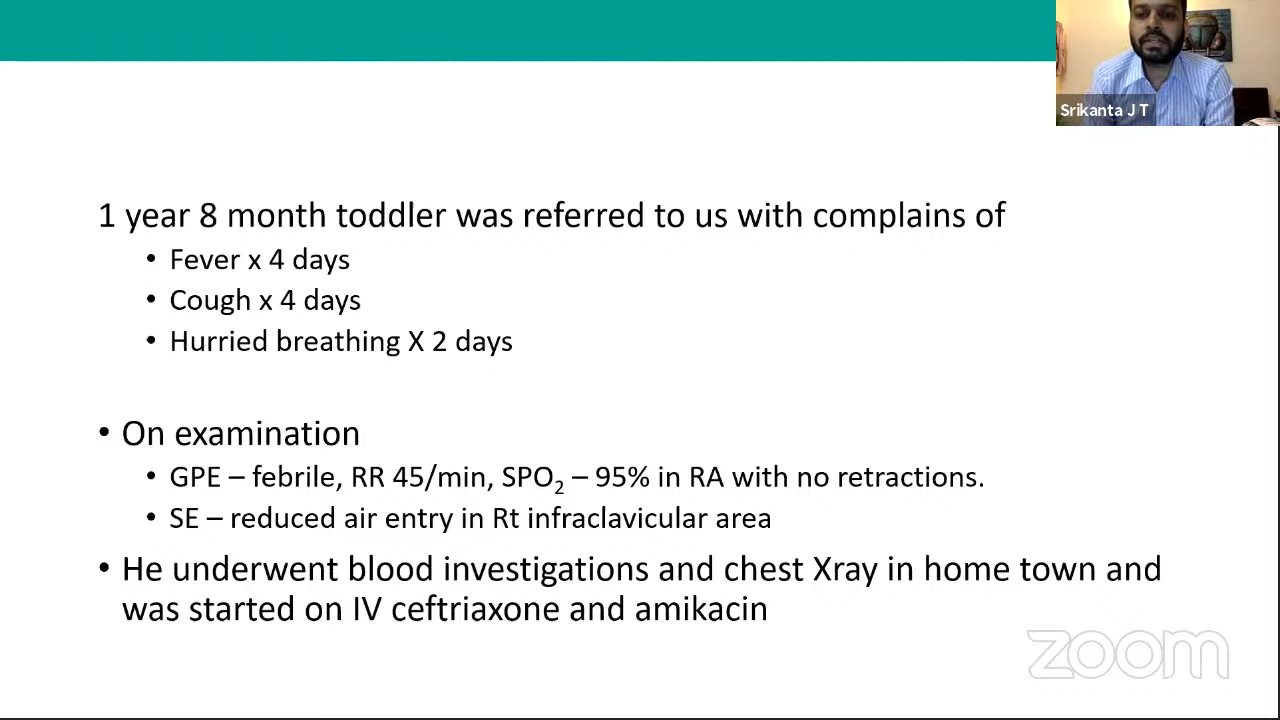 Srikanta J T
1 year 8 month toddler was referred to us with complains of
• Fever x 4 days
• Cough x 4 days
• Hurried breathing X 2 days
• On examination
• GPE – febrile, RR 45/min, SPO₂ – 95% in RA with no retractions.
• SE – reduced air entry in Rt infraclavicular area
• He underwent blood investigations and chest Xray in home town and
was started on IV ceftriaxone and amikacin
zoom